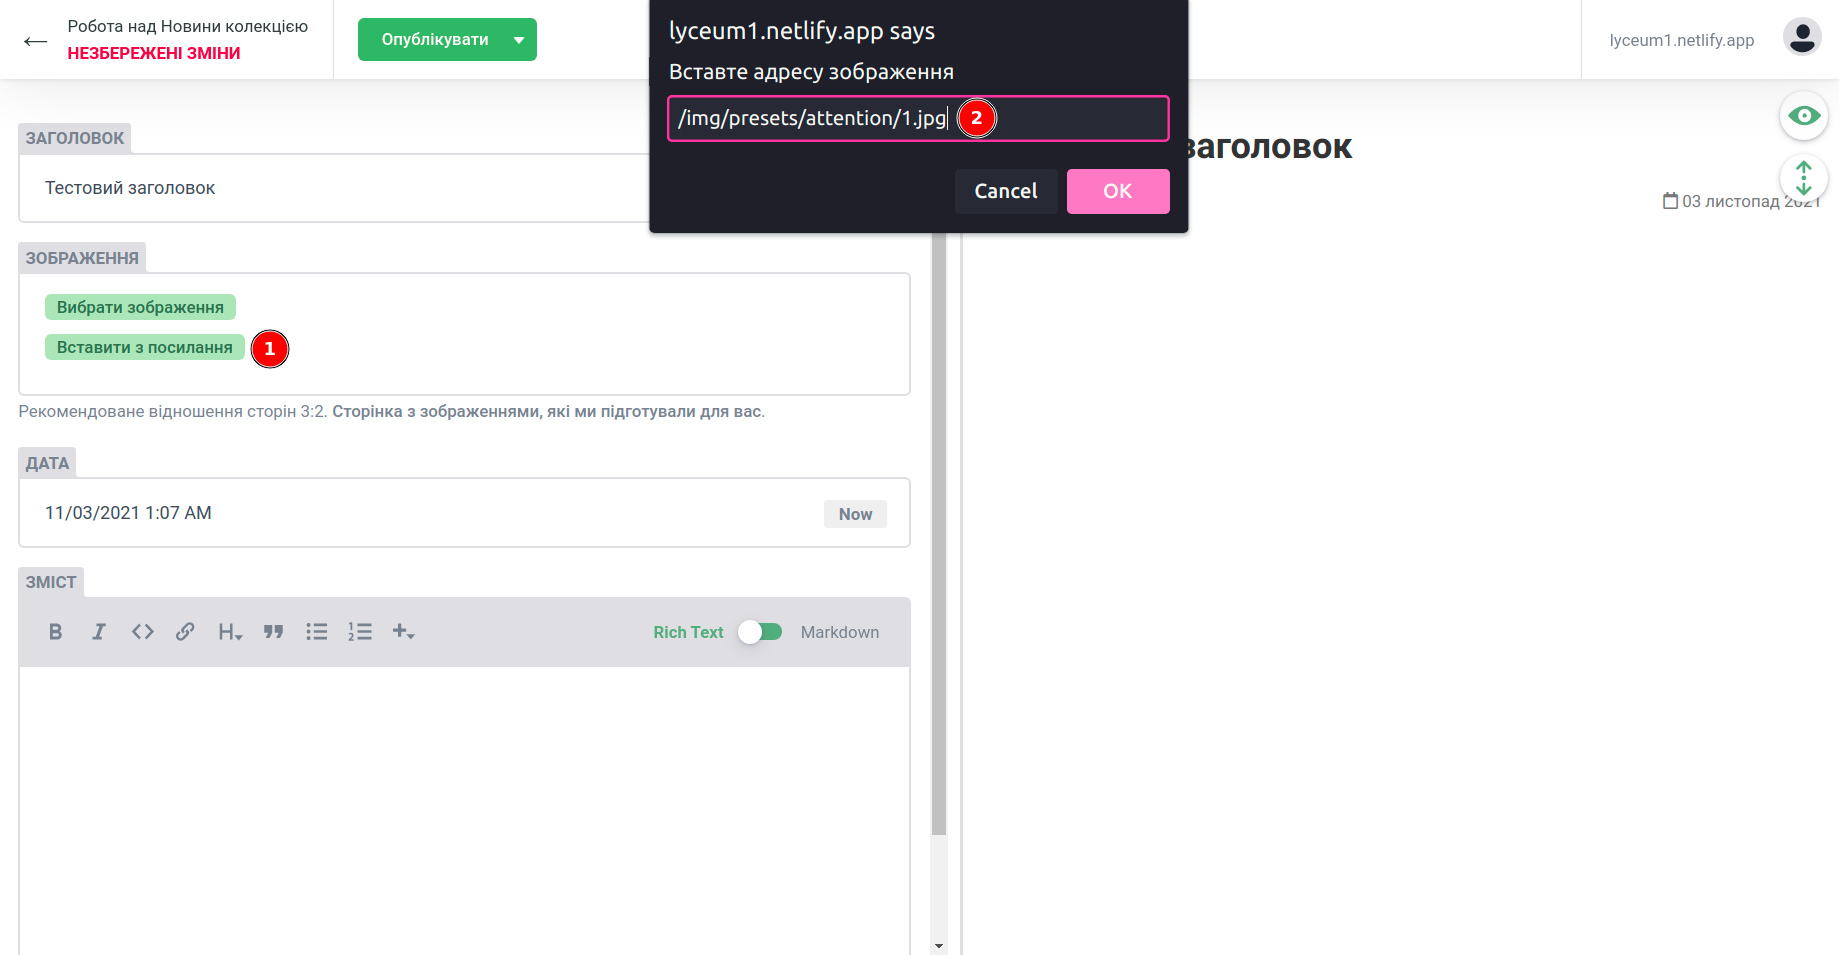 Робота над Новини колекцією
НЕЗБЕРЕЖЕНІ ЗМІНИ
Опублікувати
lyceum1.netlify.app
lyceum1.netlify.app says
Вставте адресу зображення
/img/presets/attention/1.jpg
2
Cancel
OK
ЗАГОЛОВОК
Тестовий заголовок
ЗОБРАЖЕННЯ
Вибрати зображення
Вставити з посилання
1
Рекомендоване відношення сторін 3:2. Сторінка з зображеннями, які ми підготували для вас.
ДАТА
11/03/2021 1:07 AM
Now
ЗМІСТ
B I <> H
Rich Text
Markdown
заголовок
03 листопад 2021